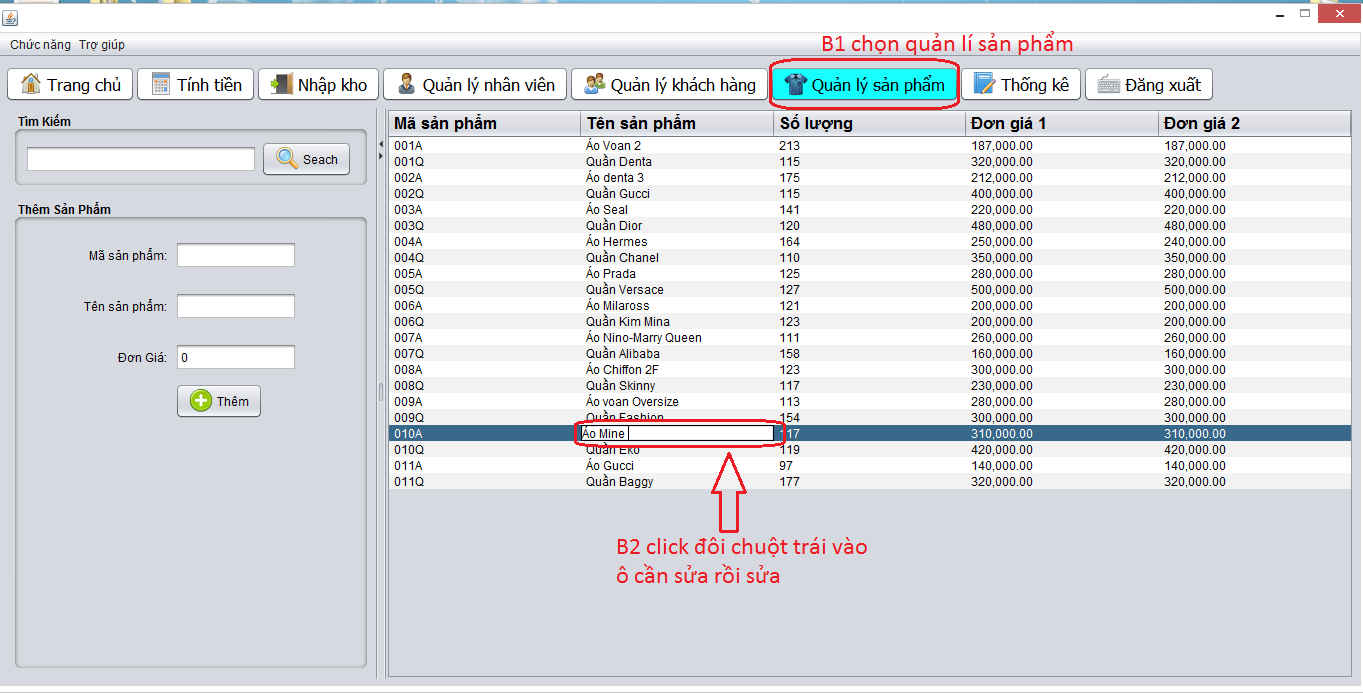 Chức năng Trợ giúp
B1 chọn quản lí sản phẩm
Trang chủ Tính tiền Nhập kho Quản lý nhân viên Quản lý khách hàng Quản lý sản phẩm Thống kê Đăng xuất
Tìm Kiếm
Seach
Thêm Sản Phẩm
Mã sản phẩm:
Tên sản phẩm:
Đơn Giá: 0
Thêm
Mã sản phẩm Tên sản phẩm Số lượng Đơn giá 1 Đơn giá 2
001A Áo Voan 2 213 187,000.00 187,000.00
001Q Quần Denta 115 320,000.00 320,000.00
002A Áo denta 3 175 212,000.00 212,000.00
002Q Quần Gucci 115 400,000.00 400,000.00
003A Áo Seal 141 220,000.00 220,000.00
003Q Quần Dior 120 480,000.00 480,000.00
004A Áo Hermes 164 250,000.00 240,000.00
004Q Quần Chanel 110 350,000.00 350,000.00
005A Áo Prada 125 280,000.00 280,000.00
005Q Quần Versace 127 500,000.00 500,000.00
006A Áo Milaross 121 200,000.00 200,000.00
006Q Quần Kim Mina 123 200,000.00 200,000.00
007A Áo Nino-Marry Queen 111 260,000.00 260,000.00
007Q Quần Alibaba 158 160,000.00 160,000.00
008A Áo Chiffon 2F 123 300,000.00 300,000.00
008Q Quần Skinny 117 230,000.00 230,000.00
009A Áo voan Oversize 113 280,000.00 280,000.00
009Q Quần Fashion 154 300,000.00 300,000.00
010A Áo Mine 117 310,000.00 310,000.00
010Q Quần Eko 119 420,000.00 420,000.00
011A Áo Gucci 97 140,000.00 140,000.00
011Q Quần Baggy 177 320,000.00 320,000.00
B2 click đôi chuột trái vào
ô cần sửa rồi sửa